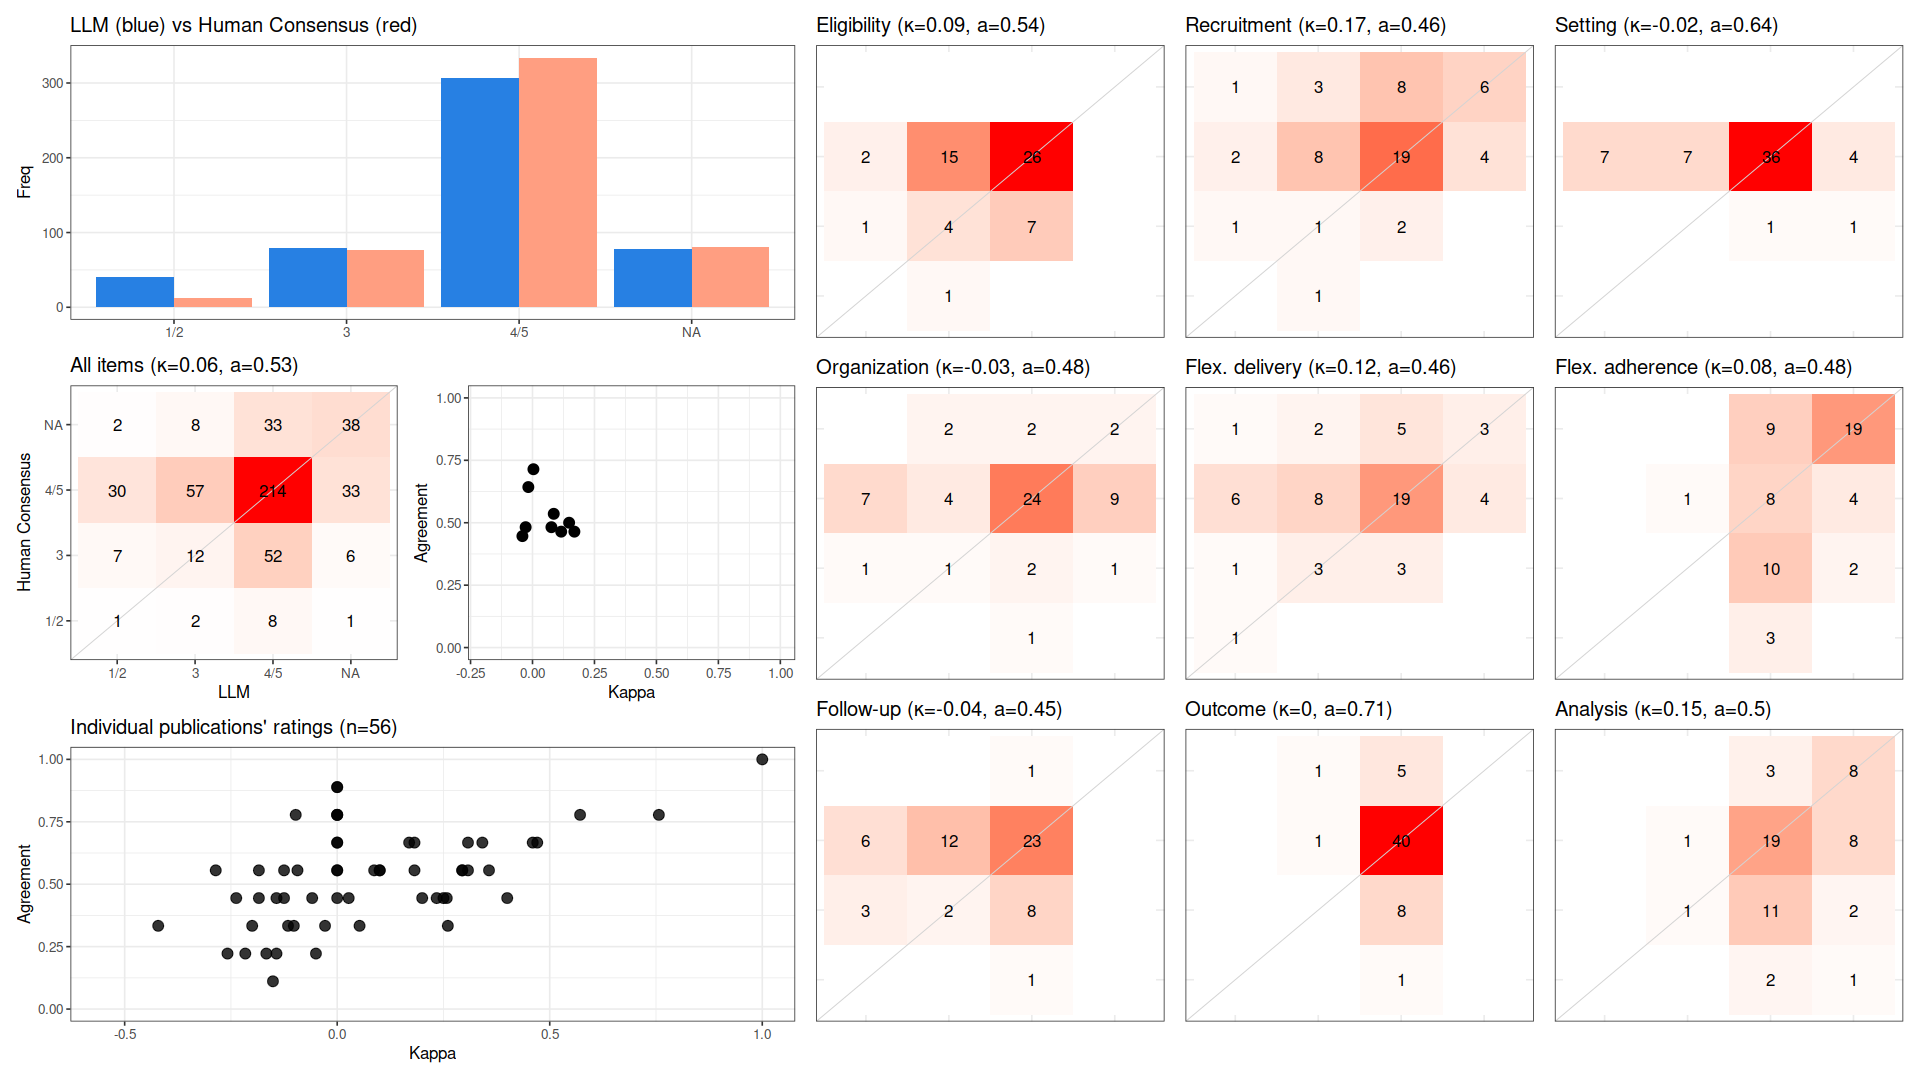 LLM (blue) vs Human Consensus (red)
Freq
300
200
100
0
1/2 3 4/5 NA
All items (κ=0.06, a=0.53)
Human Consensus
NA 2 8 33 38
4/5 30 57 214 33
3 7 12 52 6
1/2 1 2 8 1
1/2 3 4/5 NA
LLM
Agreement
1.00
0.75
0.50
0.25
0.00
-0.25 0.00 0.25 0.50 0.75 1.00
Kappa
Individual publications' ratings (n=56)
Agreement
1.00
0.75
0.50
0.25
0.00
-0.5 0.0 0.5 1.0
Kappa
Eligibility (κ=0.09, a=0.54)
2 15 26
1 4 7
1
Recruitment (κ=0.17, a=0.46)
1 3 8 6
2 8 19 4
1 1 2
1
Setting (κ=-0.02, a=0.64)
7 7 36 4
1 1
Organization (κ=-0.03, a=0.48)
2 2 2
7 4 24 9
1 1 2 1
1
Flex. delivery (κ=0.12, a=0.46)
1 2 5 3
6 8 19 4
1 3 3
1
Flex. adherence (κ=0.08, a=0.48)
9 19
1 8 4
10 2
3
Follow-up (κ=-0.04, a=0.45)
1
6 12 23
3 2 8
1
Outcome (κ=0, a=0.71)
1 5
1 40
8
1
Analysis (κ=0.15, a=0.5)
3 8
1 19 8
1 11 2
2 1